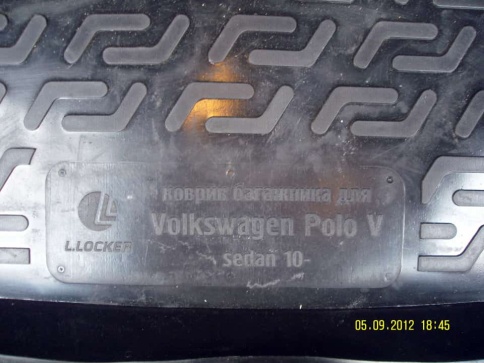 коврик багажника для
Volkswagen Polo V
L.LOCKER
sedan 10-
05.09.2012 18:45